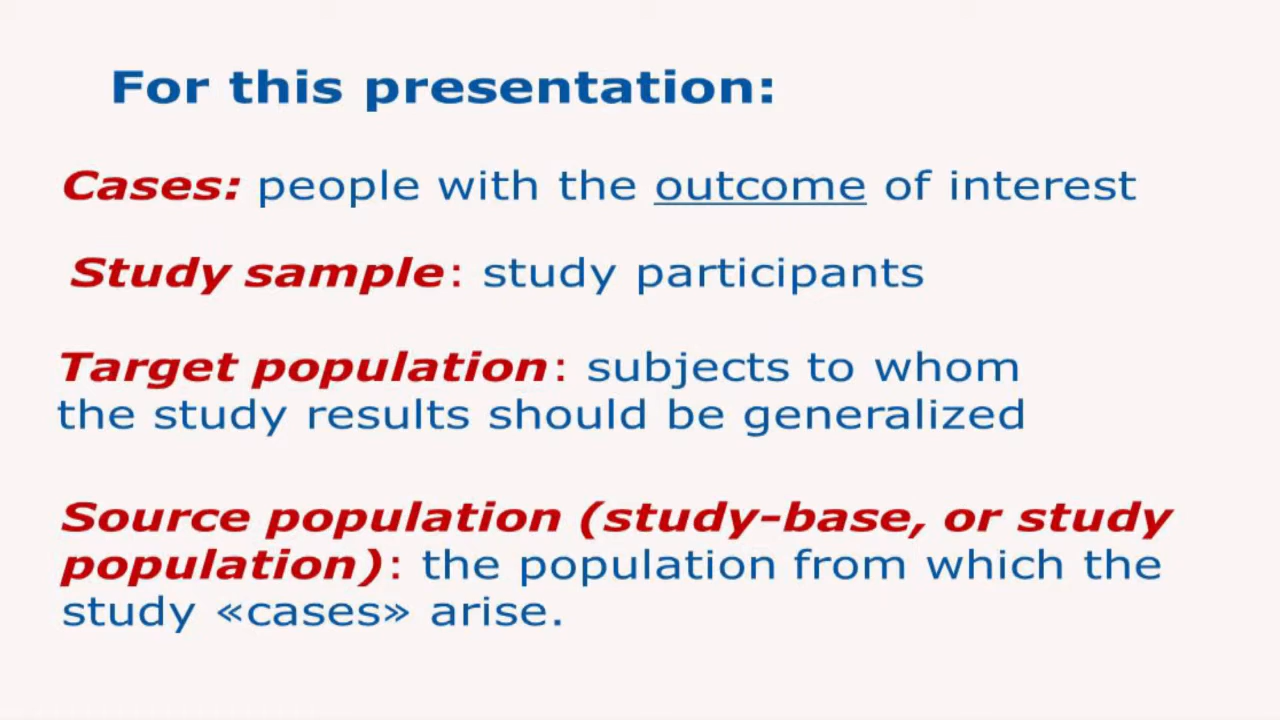 For this presentation:
Cases: people with the outcome of interest
Study sample: study participants
Target population: subjects to whom
the study results should be generalized
Source population (study-base, or study
population): the population from which the
study «cases» arise.